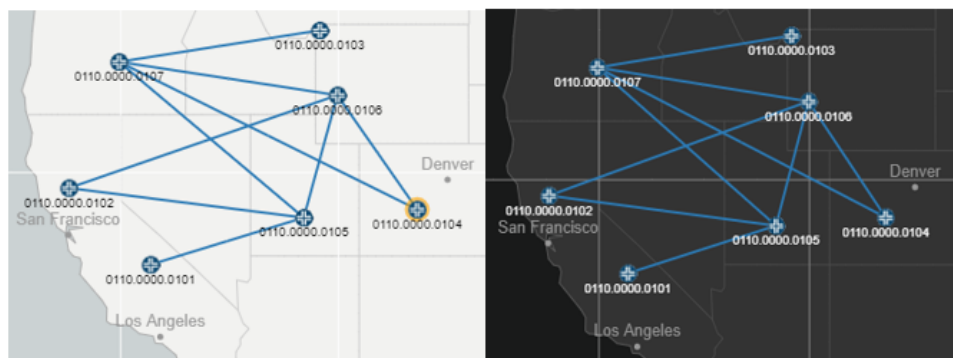 0110.0000.0103
0110.0000.0107
0110.0000.0106
Denver
0110.0000.0102
San Francisco
0110.0000.0105
0110.0000.0104
0110.0000.0101
Los Angeles
0110.0000.0103
0110.0000.0107
0110.0000.0106
Denver
0110.0000.0102
San Francisco
0110.0000.0105
0110.0000.0104
0110.0000.0101
Los Angeles